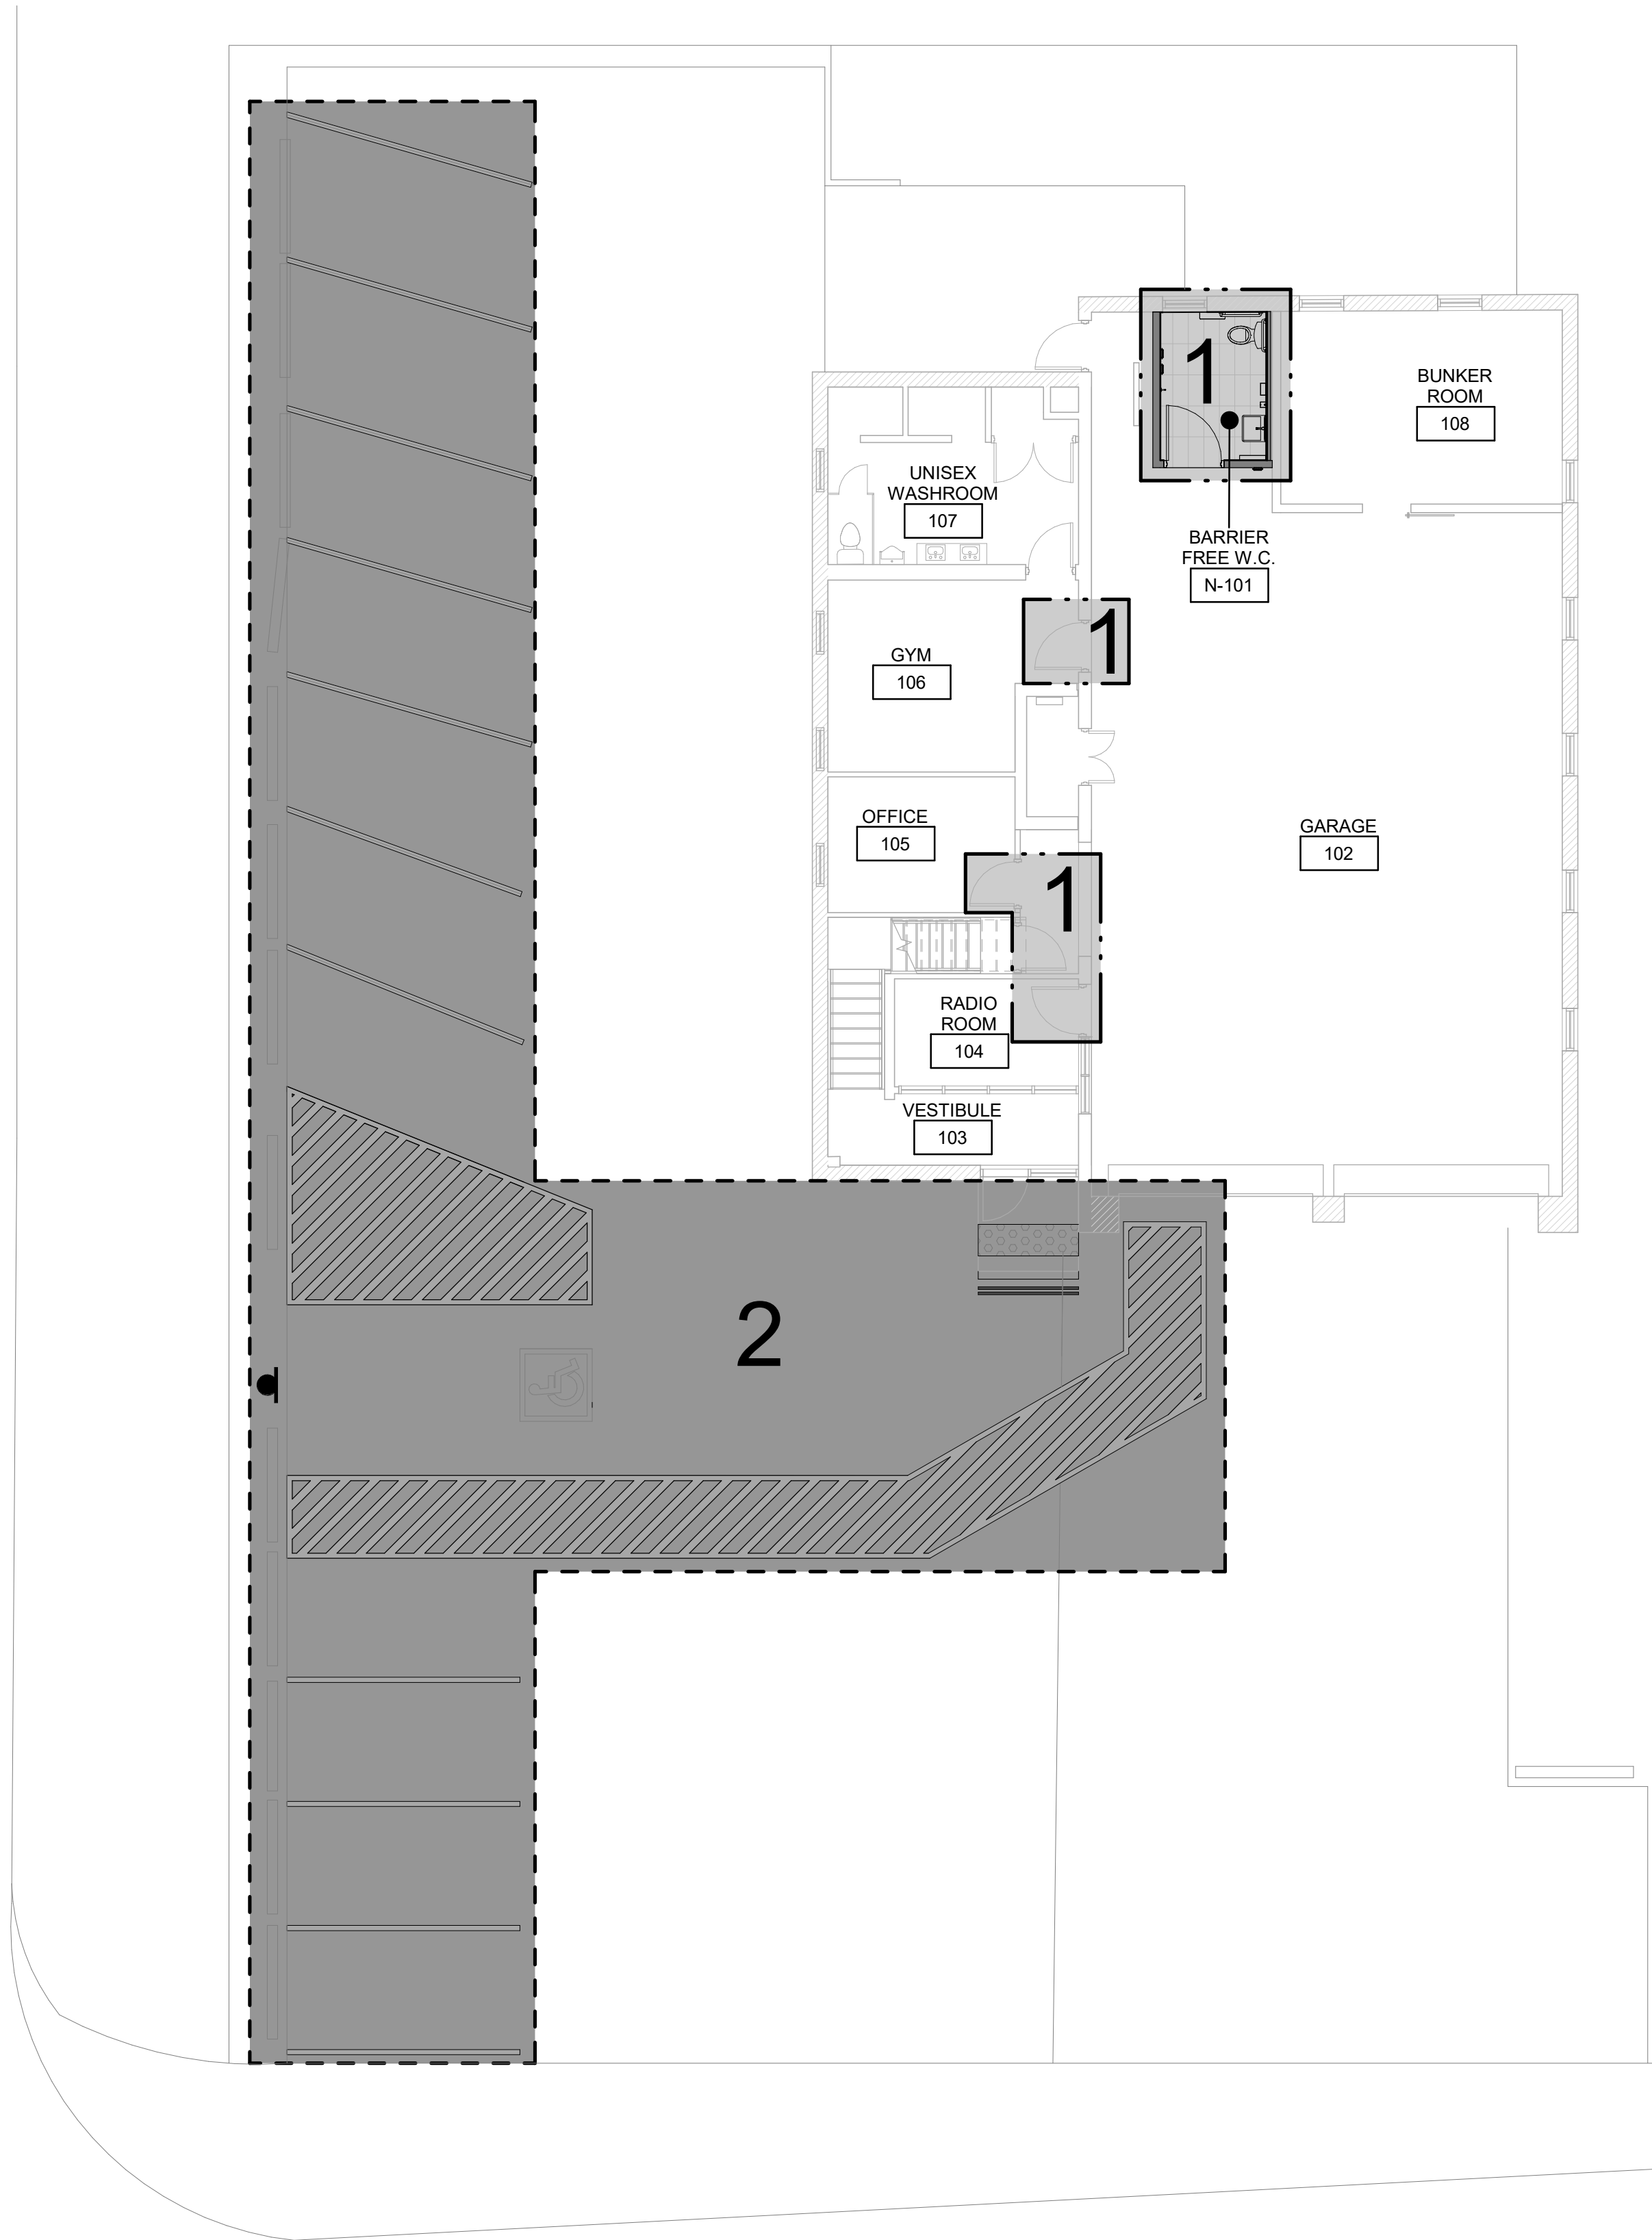 1
BUNKER
ROOM
108
UNISEX
WASHROOM
107
BARRIER
FREE W.C.
N-101
1
GYM
106
OFFICE
105
GARAGE
102
1
RADIO
ROOM
104
VESTIBULE
103
2